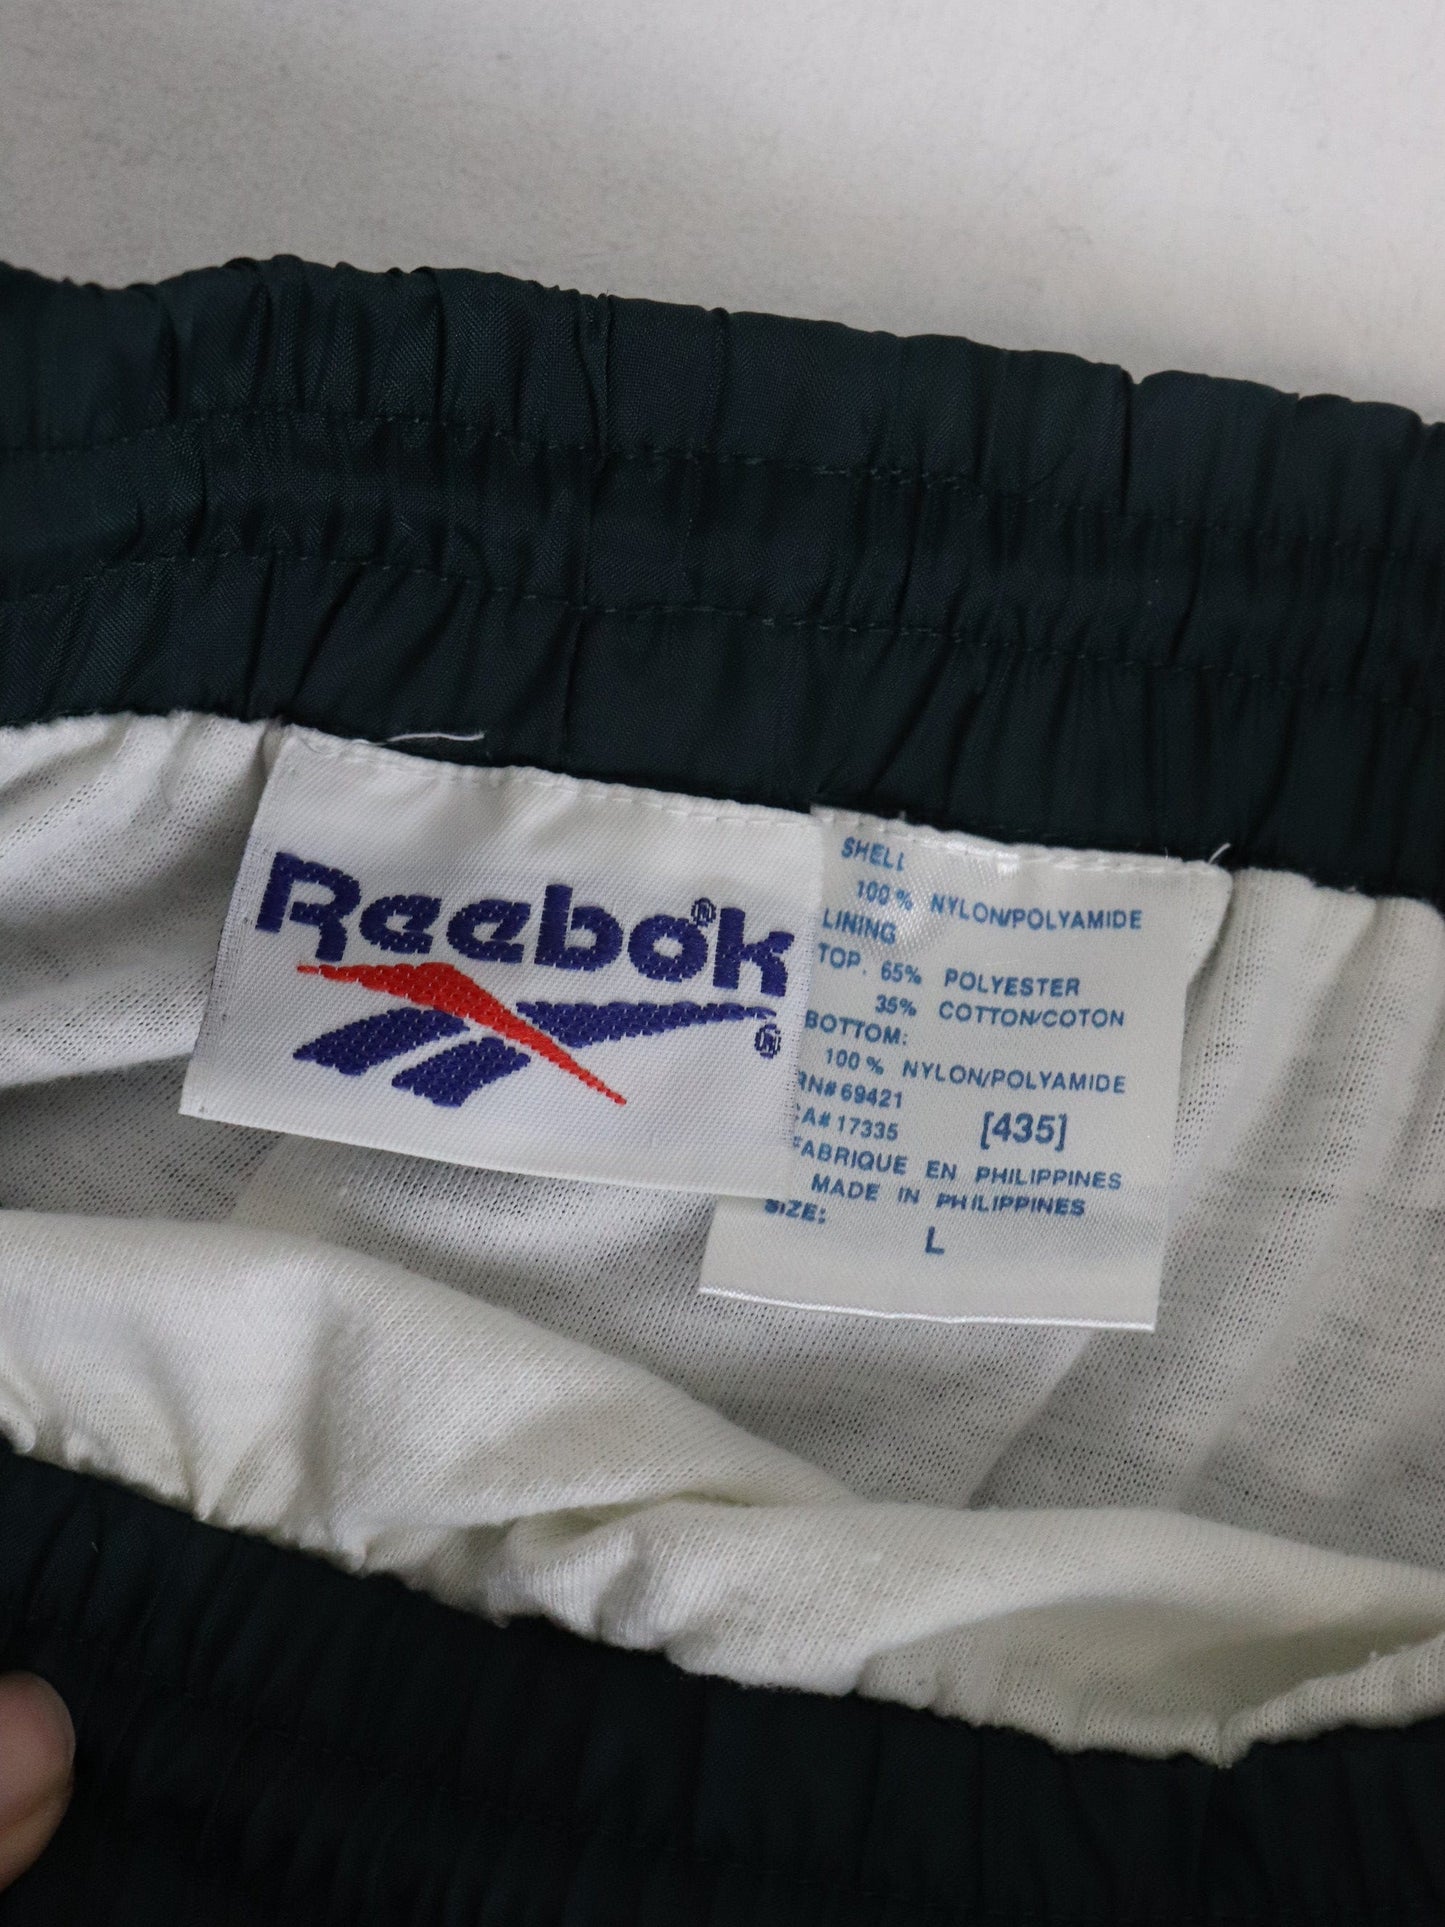 Reebok®
®
SHELL
100% NYLON/POLYAMIDE
LINING
TOP. 65% POLYESTER
35% COTTON/COTON
BOTTOM:
100% NYLON/POLYAMIDE
RN# 69421
CA# 17335 [435]
FABRIQUE EN PHILIPPINES
MADE IN PHILIPPINES
SIZE:
L